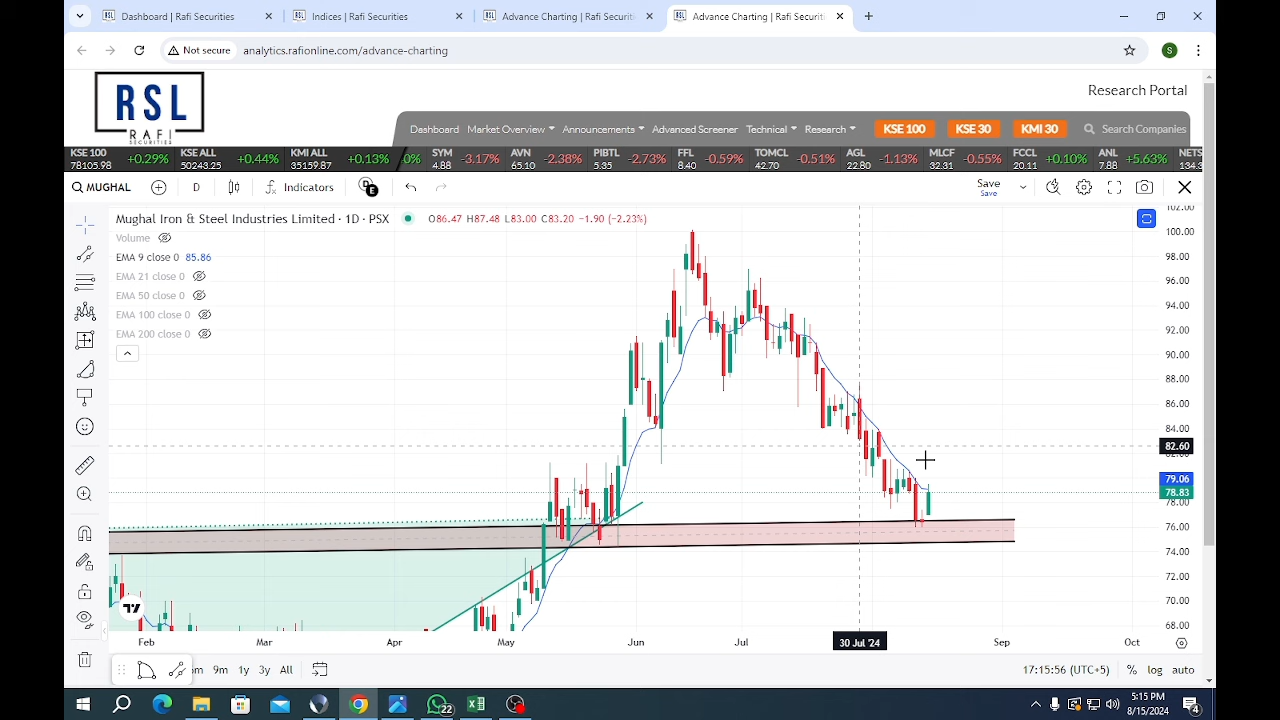 Dashboard | Rafi Securities
Indices | Rafi Securities
Advance Charting | Rafi Securiti
Advance Charting | Rafi Securiti
Not secure
analytics.rafionline.com/advance-charting
S
RSL
RAFI
SECURITIES
Research Portal
Dashboard Market Overview Announcements Advanced Screener Technical Research KSE 100 KSE 30 KMI 30 Search Companies
KSE 100 KSE ALL KMI ALL SYM AVN PIBTL FFL TOMCL AGL MLCF FCCL ANL NETS
+0.29% +0.44% +0.13% 0% -3.17% -2.38% -2.73% -0.59% -0.51% -1.13% -0.55% +0.10% +5.63%
78105.98 50243.25 35159.87 4.88 45.10 5.35 8.40 42.70 22.80 32.31 20.11 7.88 134.8
MUGHAL D Indicators D E Save
Save
Mughal Iron & Steel Industries Limited · 1D · PSX O86.47 H87.48 L83.00 C83.20 −1.90 (−2.23%)
Volume
EMA 9 close 0 85.86
EMA 21 close 0
EMA 50 close 0
EMA 100 close 0
EMA 200 close 0
102.00
100.00
98.00
96.00
94.00
92.00
90.00
88.00
86.00
84.00
82.60
79.06
78.83
78.00
76.00
74.00
72.00
70.00
68.00
Feb Mar Apr May Jun Jul 30 Jul '24 Sep Oct
9m 1y 3y All 17:15:56 (UTC+5) % log auto
22
5:15 PM
8/15/2024